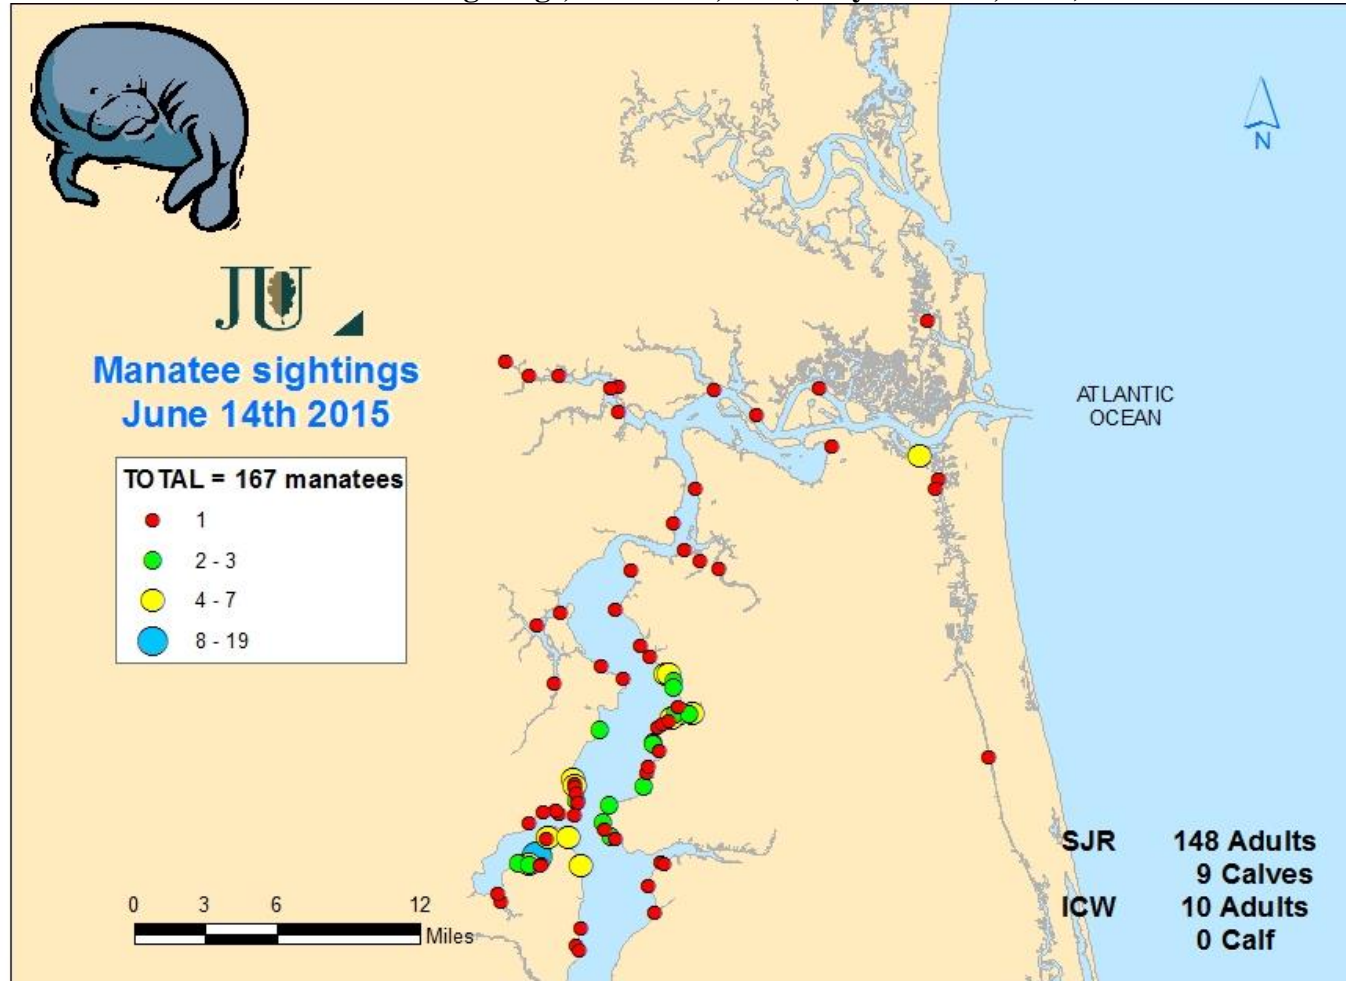 N
JU
Manatee sightings
June 14th 2015
ATLANTIC
OCEAN
TOTAL = 167 manatees
1
2 - 3
4 - 7
8 - 19
SJR 148 Adults
9 Calves
ICW 10 Adults
0 Calf
0 3 6 12
Miles